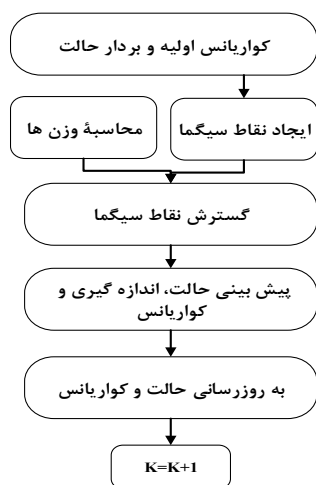 کواریانس اولیه و بردار حالت
ایجاد نقاط سیگما
محاسبۀ وزن ها
گسترش نقاط سیگما
پیش بینی حالت، اندازه گیری و
کواریانس
به روزرسانی حالت و کواریانس
K=K+1